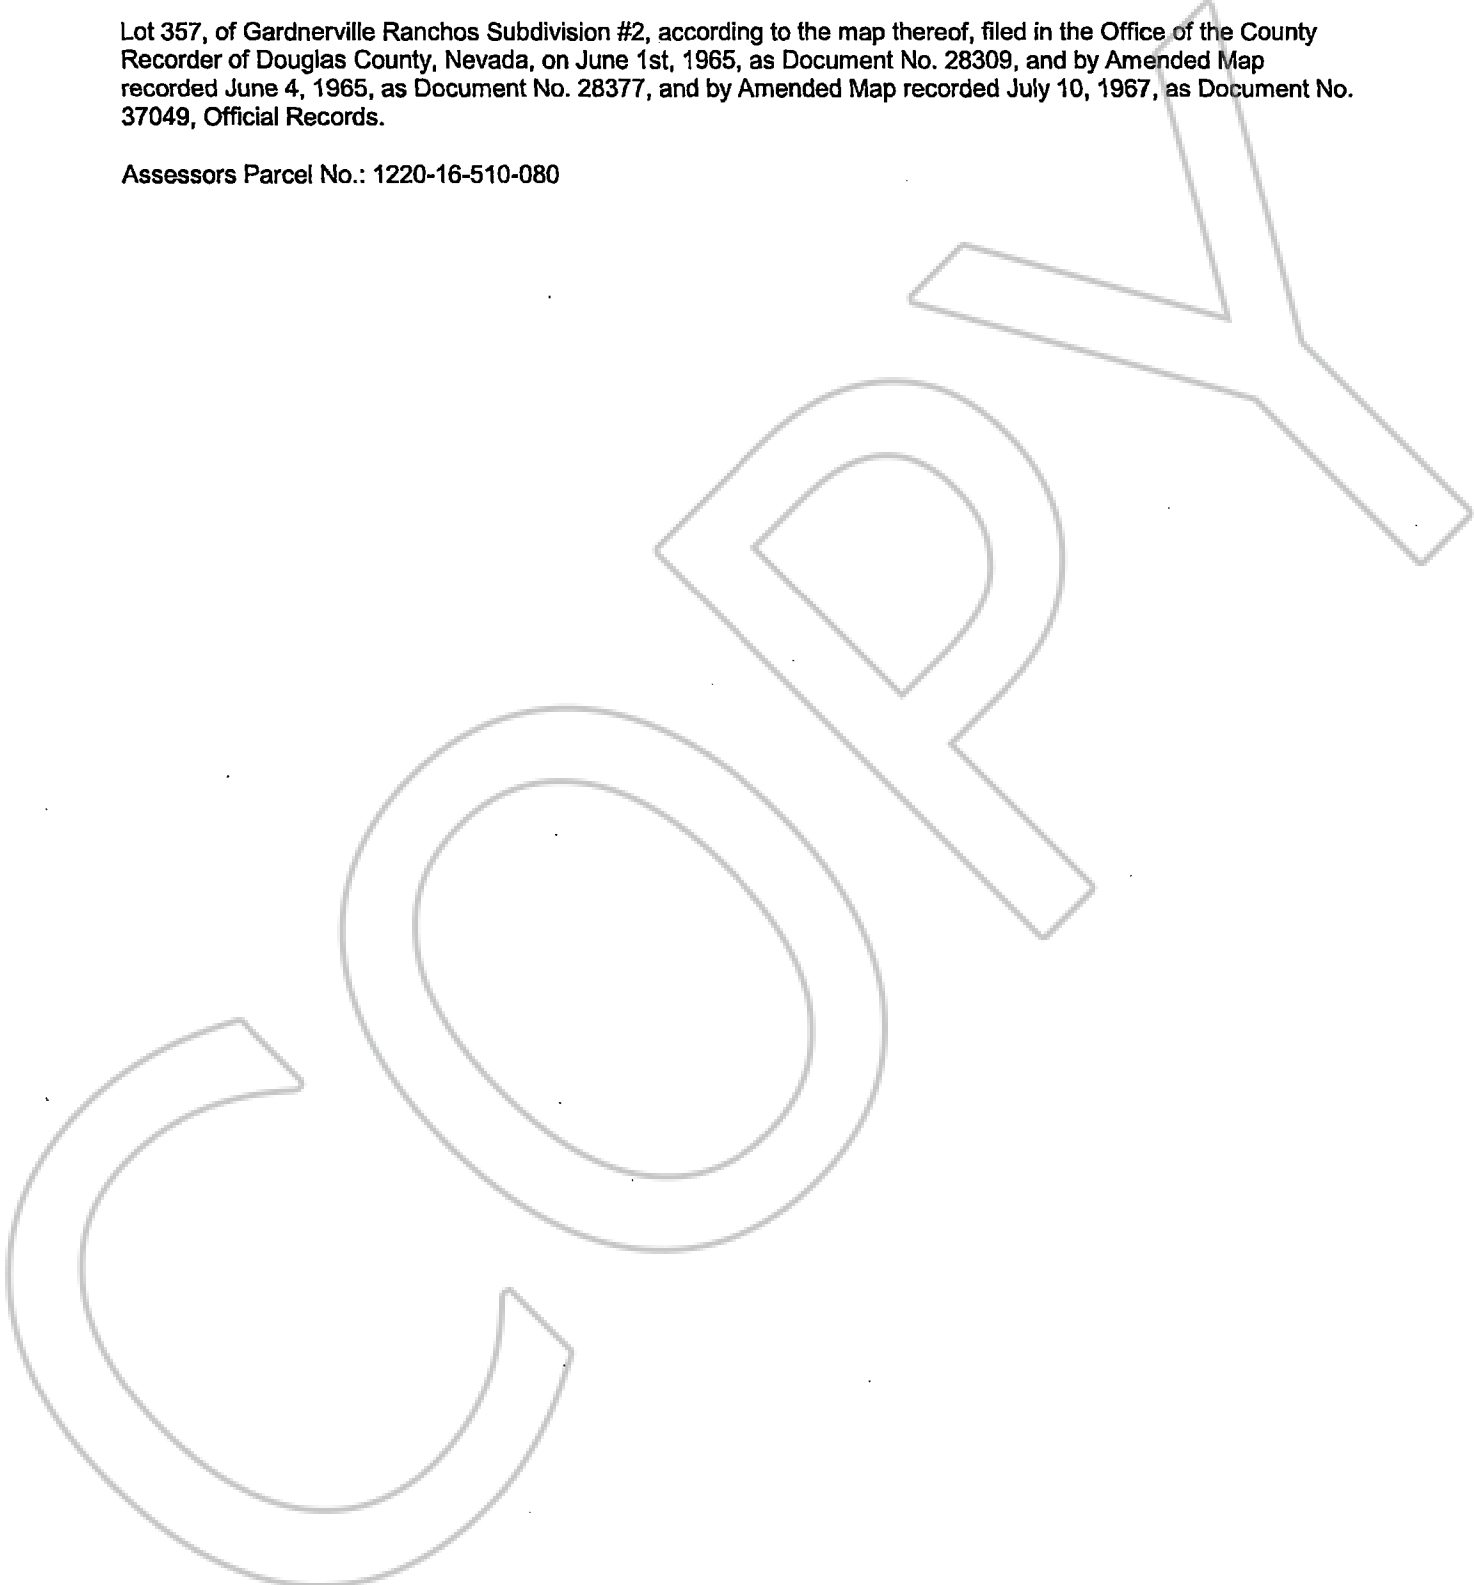 Lot 357, of Gardnerville Ranchos Subdivision #2, according to the map thereof, filed in the Office of the County
Recorder of Douglas County, Nevada, on June 1st, 1965, as Document No. 28309, and by Amended Map
recorded June 4, 1965, as Document No. 28377, and by Amended Map recorded July 10, 1967, as Document No.
37049, Official Records.
Assessors Parcel No.: 1220-16-510-080
COPY